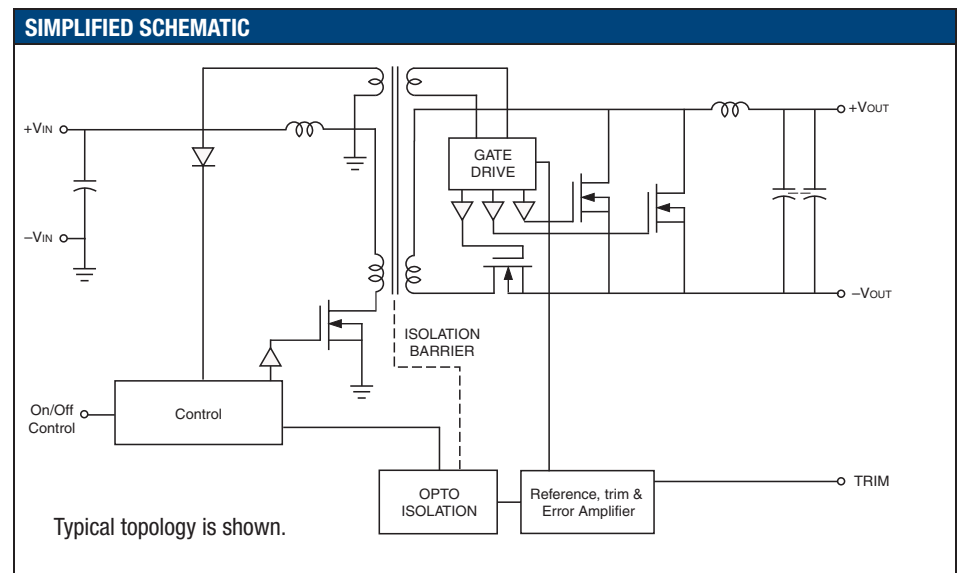 SIMPLIFIED SCHEMATIC
+VIN
+VOUT
GATE
DRIVE
–VIN
–VOUT
ISOLATION
BARRIER
On/Off
Control
Control
OPTO
ISOLATION
Reference, trim &
Error Amplifier
TRIM
Typical topology is shown.